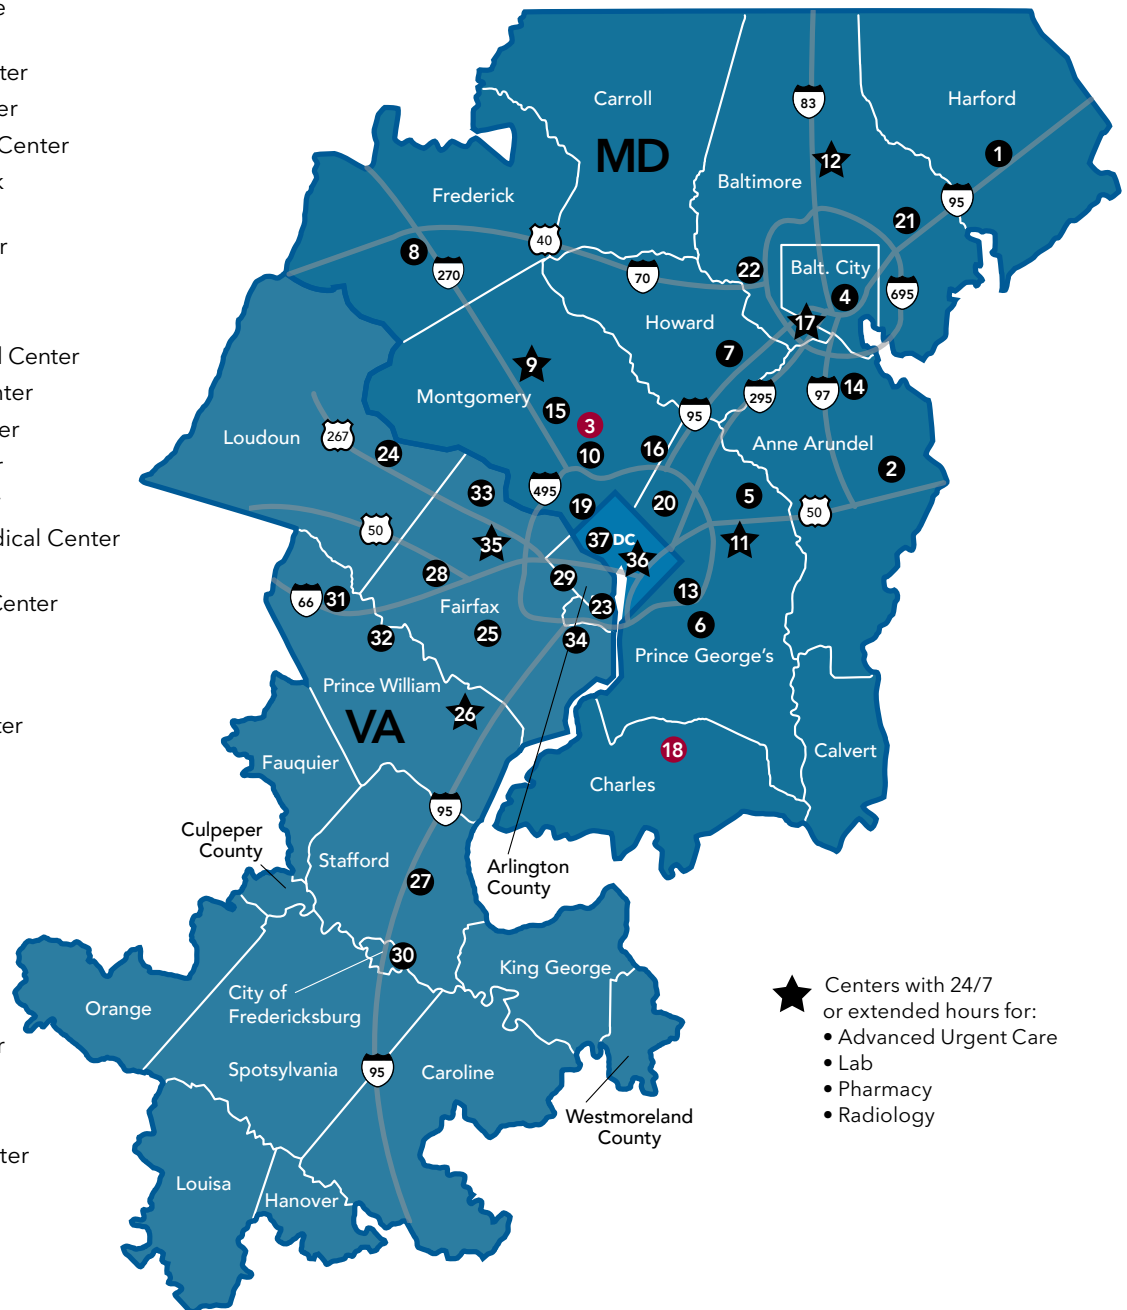 ter
er
Center
k
r
l Center
nter
er
r
dical Center
Center
ter
r
ter
Carroll
83
Harford
MD
12
1
Baltimore
Frederick
95
21
40
8
270
70
22
Balt. City
4
695
17
Howard
7
9
Montgomery
295
97
14
15
3
95
Anne Arundel
Loudoun
267
24
16
10
2
33
495
19
20
5
50
50
35
37
DC
36
11
28
29
13
66
31
Fairfax
23
6
32
25
34
Prince George's
Prince William
26
VA
18
Calvert
Fauquier
Charles
95
Culpeper
County
Stafford
Arlington
County
27
30
King George
Orange
City of
Fredericksburg
Centers with 24/7
or extended hours for:
• Advanced Urgent Care
• Lab
• Pharmacy
• Radiology
Spotsylvania
95
Caroline
Westmoreland
County
Louisa
Hanover